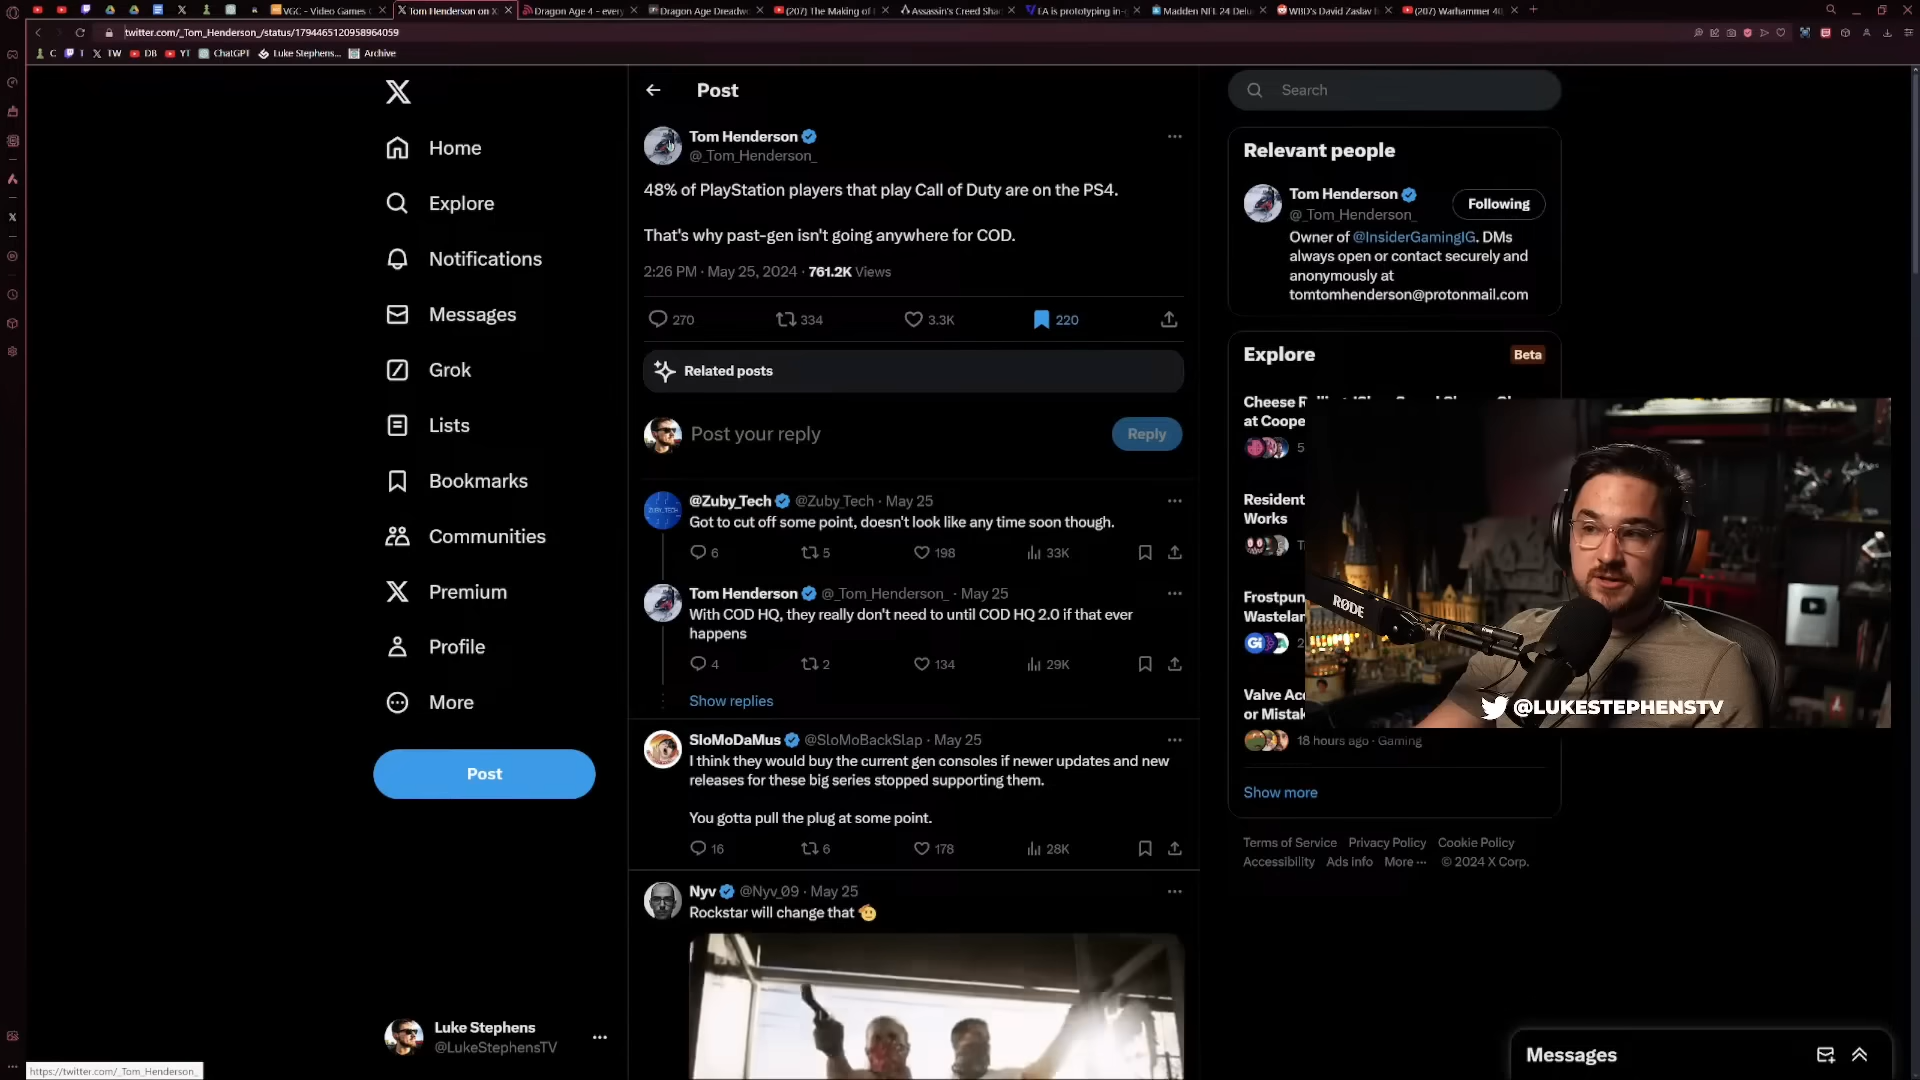 VGC - Video Games
Tom Henderson on X
Dragon Age 4 - every
Dragon Age Dreadw
(207) The Making of
Assassin's Creed Sha
EA is prototyping in-
Madden NFL 24 Delu
WBD's David Zaslav
(207) Warhammer 40
twitter.com/_Tom_Henderson_/status/1794465120958964059
C
T
TW
DB
YT
ChatGPT
Luke Stephens...
Archive
Home
Explore
Notifications
Messages
Grok
Lists
Bookmarks
Communities
Premium
Profile
More
Post
Luke Stephens
@LukeStephensTV
https://twitter.com/_Tom_Henderson_
Post
Tom Henderson
@_Tom_Henderson_
48% of PlayStation players that play Call of Duty are on the PS4.
That's why past-gen isn't going anywhere for COD.
2:26 PM · May 25, 2024 · 761.2K Views
270 334 3.3K 220
Related posts
Post your reply
Reply
@Zuby_Tech @Zuby_Tech · May 25
Got to cut off some point, doesn't look like any time soon though.
6 5 198 33K
Tom Henderson @_Tom_Henderson_ · May 25
With COD HQ, they really don't need to until COD HQ 2.0 if that ever
happens
4 2 134 29K
Show replies
SloMoDaMus @SloMoBackSlap · May 25
I think they would buy the current gen consoles if newer updates and new
releases for these big series stopped supporting them.
You gotta pull the plug at some point.
16 6 178 28K
Nyv @Nyv_09 · May 25
Rockstar will change that
Search
Relevant people
Tom Henderson
@_Tom_Henderson_
Following
Owner of @InsiderGamingIG. DMs
always open or contact securely and
anonymously at
tomtomhenderson@protonmail.com
Explore
Beta
Cheese
at Coope
5
Resident
Works
Frostpun
Wastelan
2
Valve Acc
or Mistak
18 hours ago · Gaming
Show more
RØDE
@LUKESTEPHENSTV
Terms of Service Privacy Policy Cookie Policy
Accessibility Ads info More ··· © 2024 X Corp.
Messages